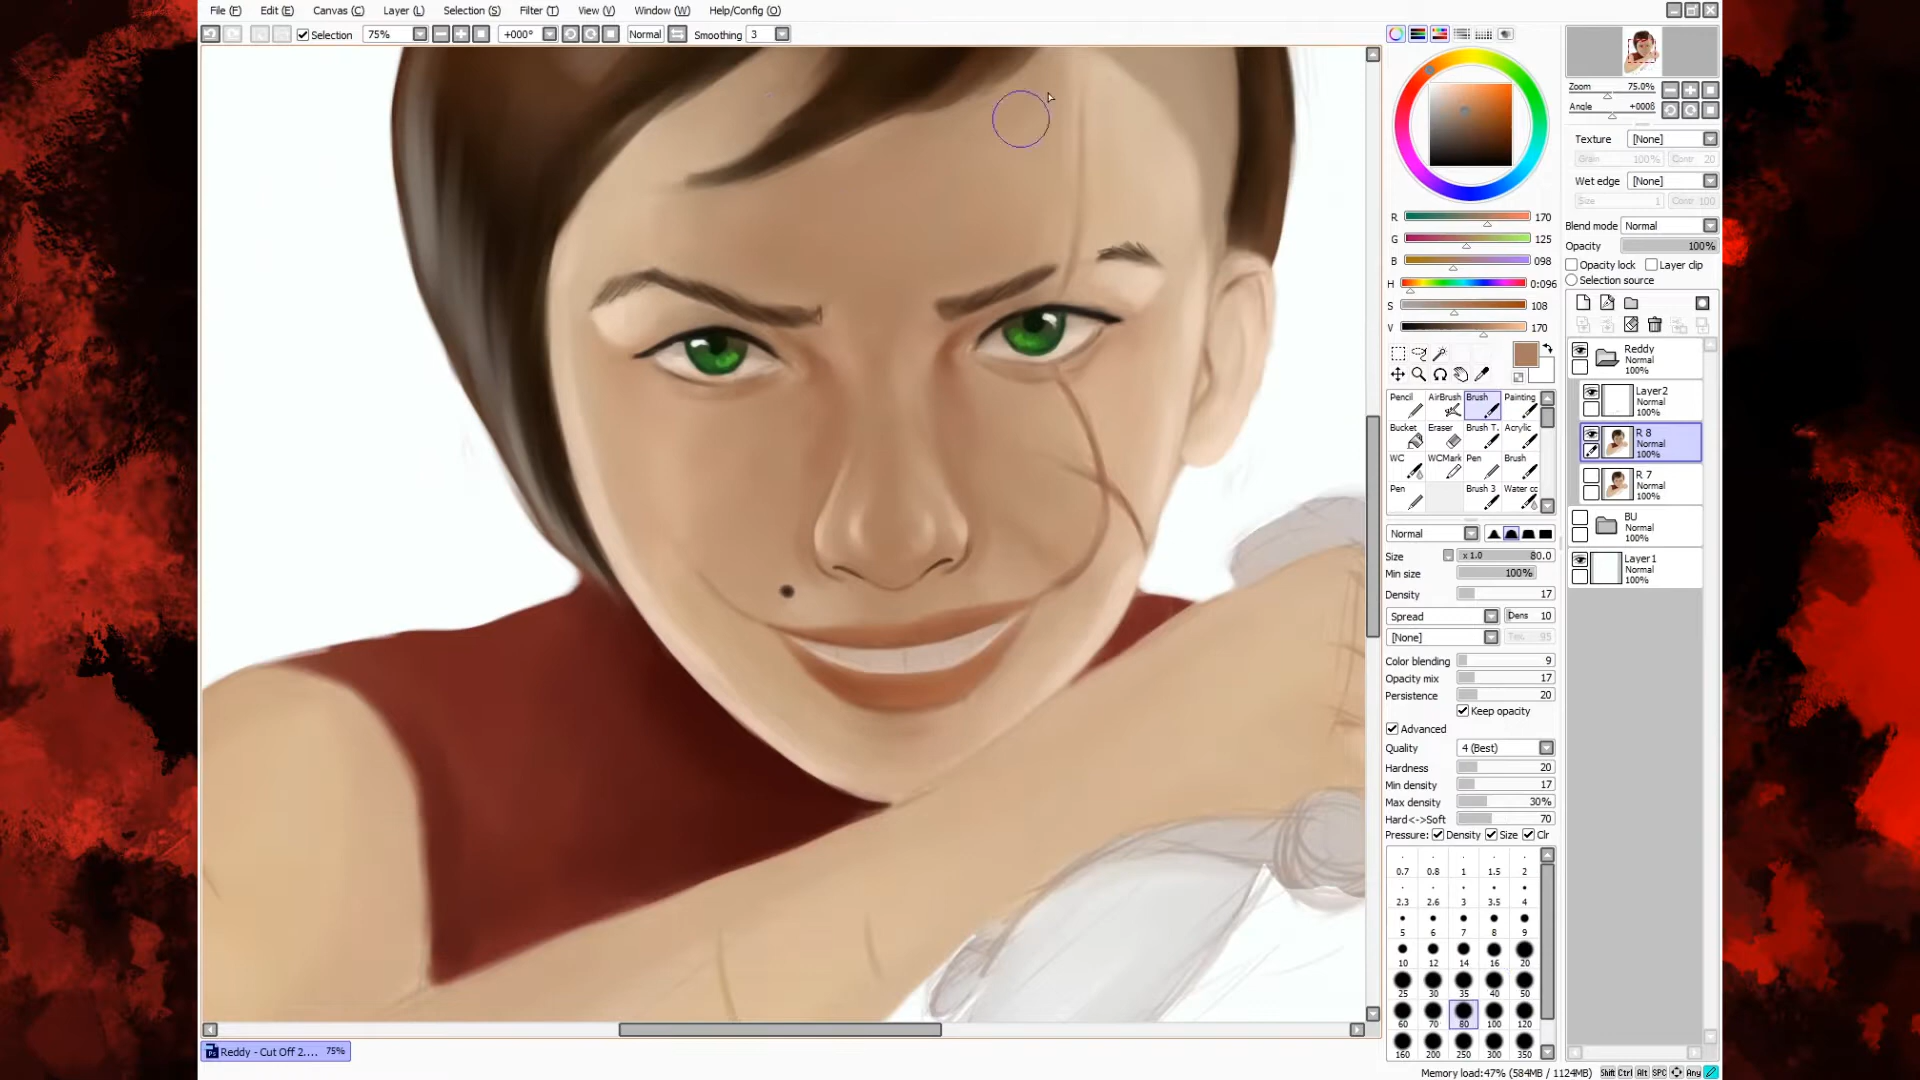 File (F) Edit (E) Canvas (C) Layer (L) Selection (S) Filter (T) View (V) Window (W) Help/Config (O)
Selection 75% +000° Normal Smoothing 3
Zoom 75.0%
Angle +000ß
Texture [None]
Grain 100% Contr 20
Wet edge [None]
Size 1 Contr 100
Blend mode Normal
Opacity 100%
Opacity lock Layer clip
Selection source
R 170
G 125
B 098
H 0:096
S 108
V 170
Pencil AirBrush Brush Painting
Bucket Eraser Brush T. Acrylic
WC WCMark Pen Brush
Pen Brush 3 Water cc
Normal
Size x 1.0 80.0
Min size 100%
Density 17
Spread Dens 10
[None] Tex. 95
Color blending 9
Opacity mix 17
Persistence 20
Keep opacity
Advanced
Quality 4 (Best)
Hardness 20
Min density 17
Max density 30%
Hard<->Soft 70
Pressure: Density Size Clr
0.7 0.8 1 1.5 2
2.3 2.6 3 3.5 4
5 6 7 8 9
10 12 14 16 20
25 30 35 40 50
60 70 80 100 120
160 200 250 300 350
Reddy
Normal
100%
Layer2
Normal
100%
R 8
Normal
100%
R 7
Normal
100%
BU
Normal
100%
Layer1
Normal
100%
Reddy - Cut Off 2.... 75%
Memory load:47% (584MB / 1124MB) Shift Ctrl Alt SPC Any